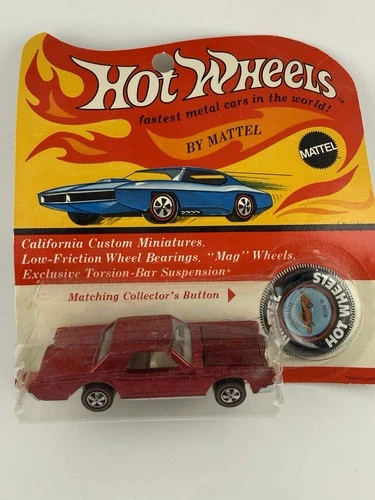 HOT WHEELS
fastest metal cars in the world!
BY MATTEL
MATTEL
California Custom Miniatures.
Low-Friction Wheel Bearings. "Mag" Wheels.
Exclusive Torsion-Bar Suspension
Matching Collector's Button
HOT WHEELS